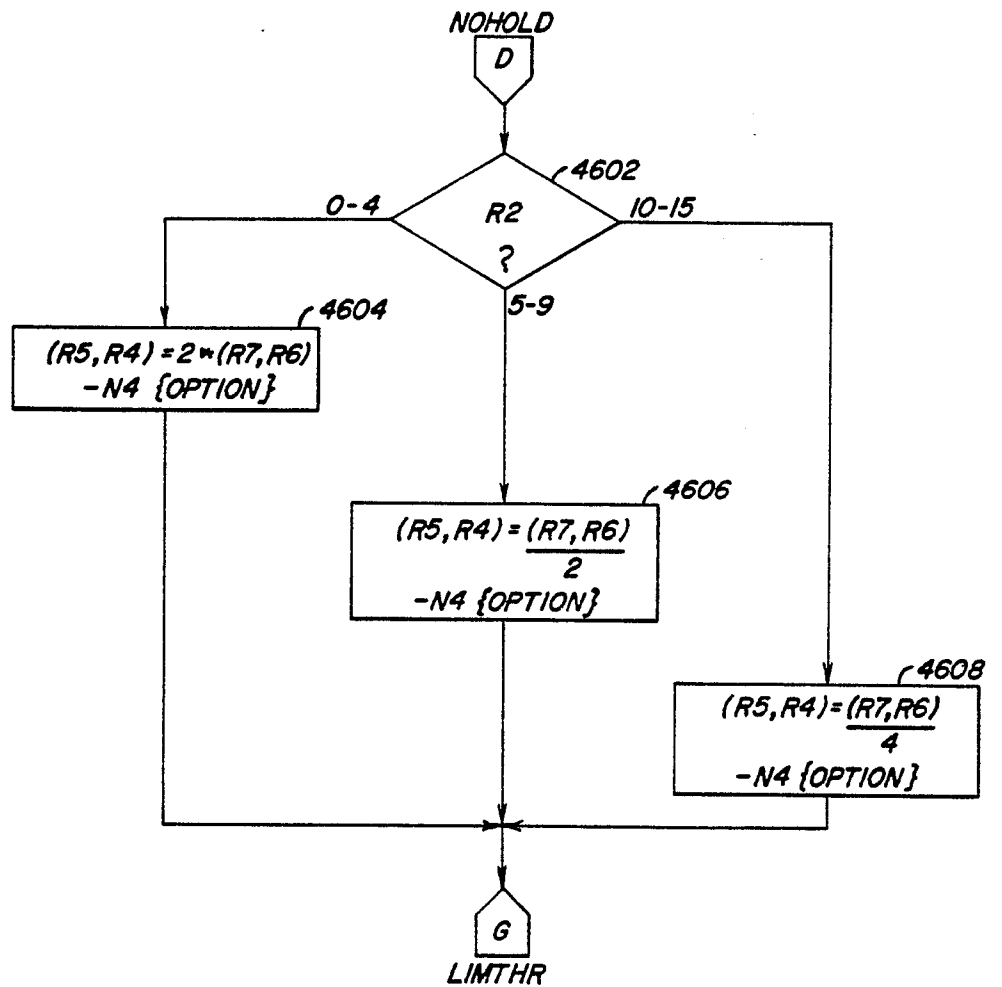 NOHOLD
D
4602
0-4
R2
10-15
?
5-9
4604
(R5, R4) = 2*(R7, R6)
-N4 {OPTION}
4606
(R5, R4) = (R7, R6)
2
-N4 {OPTION}
4608
(R5, R4) = (R7, R6)
4
-N4 {OPTION}
G
LIMTHR